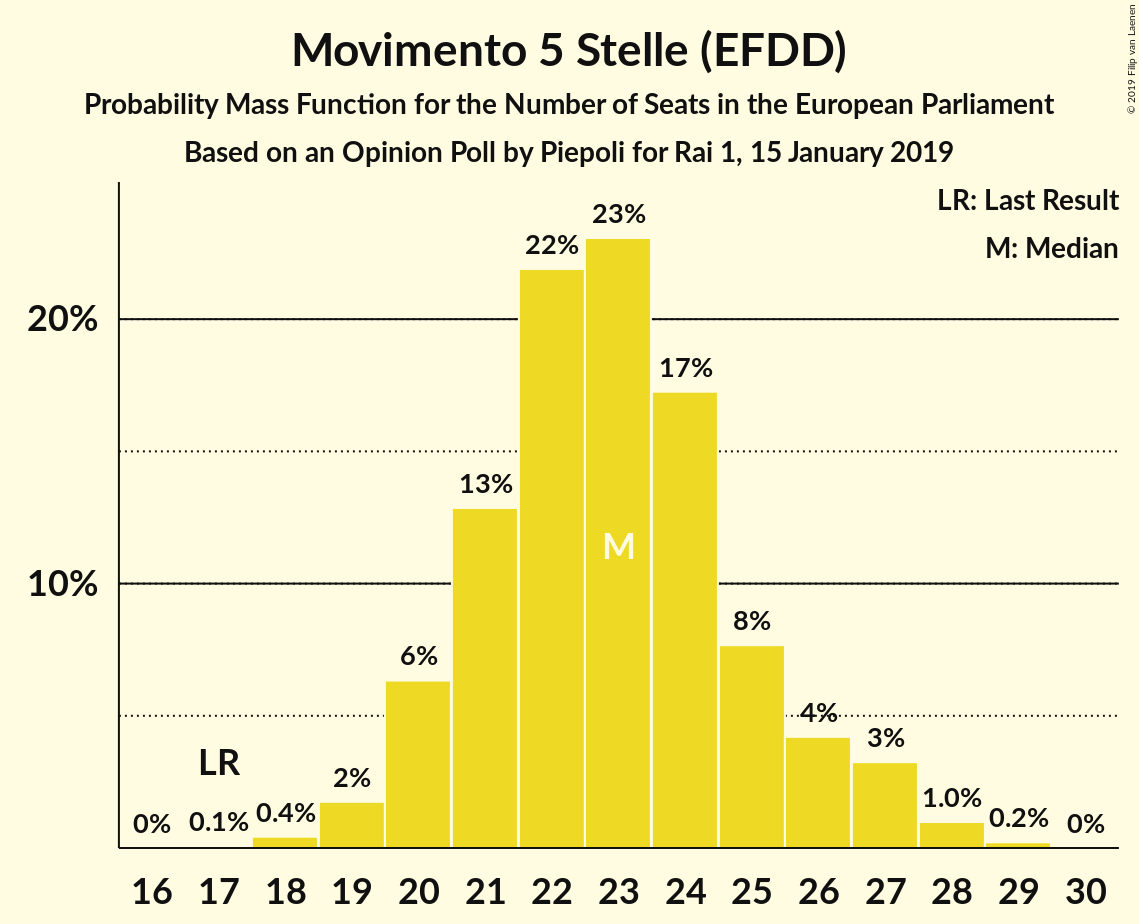 Movimento 5 Stelle (EFDD)
Probability Mass Function for the Number of Seats in the European Parliament
Based on an Opinion Poll by Piepoli for Rai 1, 15 January 2019
© 2019 Filip van Laenen
LR: Last Result
M: Median
20%
10%
0%
0.1%
0.4%
2%
6%
13%
22%
23%
17%
8%
4%
3%
1.0%
0.2%
0%
LR
M
16 17 18 19 20 21 22 23 24 25 26 27 28 29 30